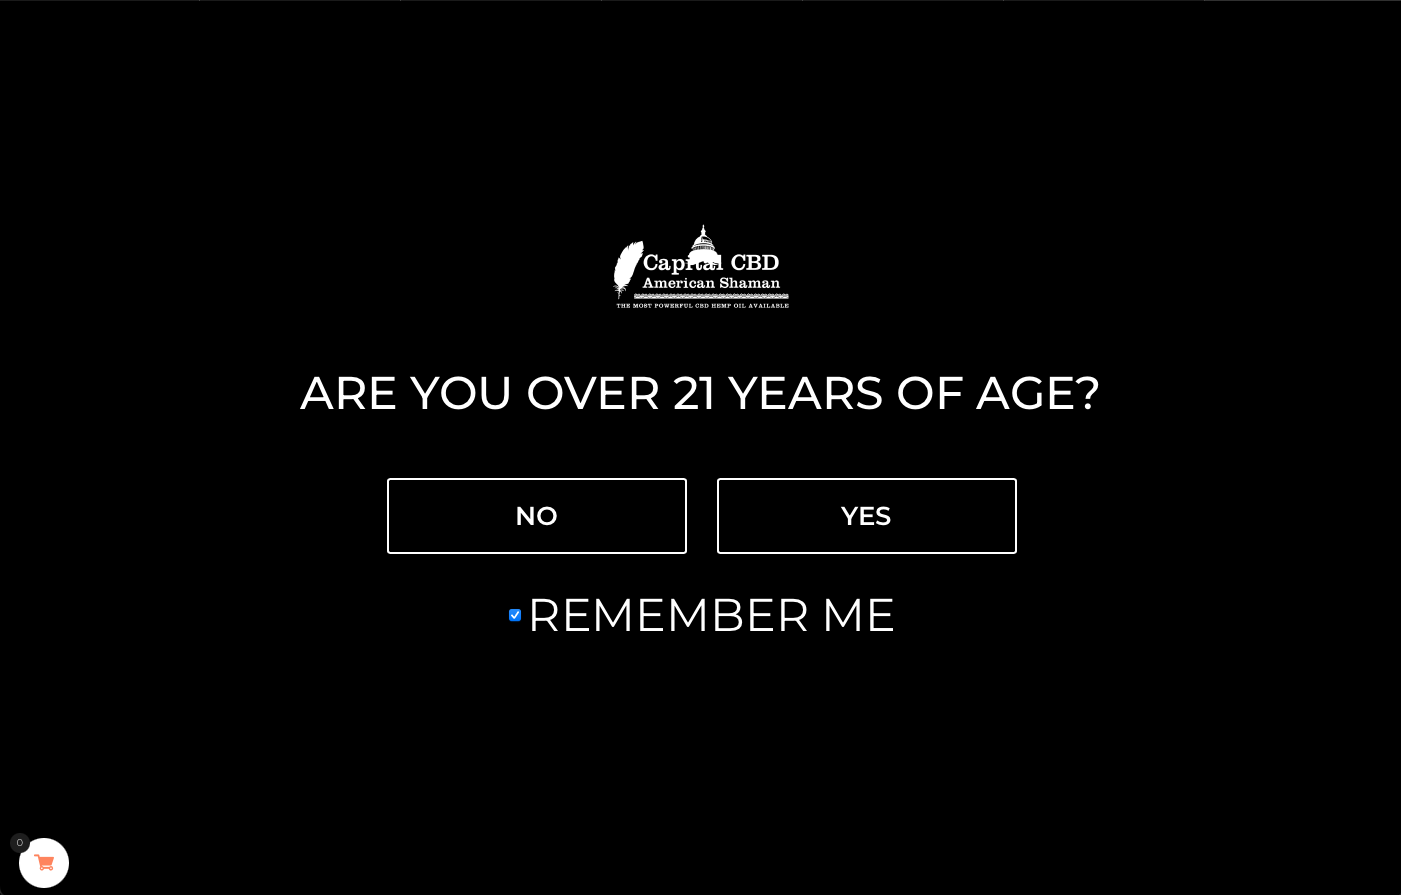 Capital CBD
American Shaman
THE MOST POWERFUL CBD HEMP OIL AVAILABLE
ARE YOU OVER 21 YEARS OF AGE?
NO
YES
REMEMBER ME
0